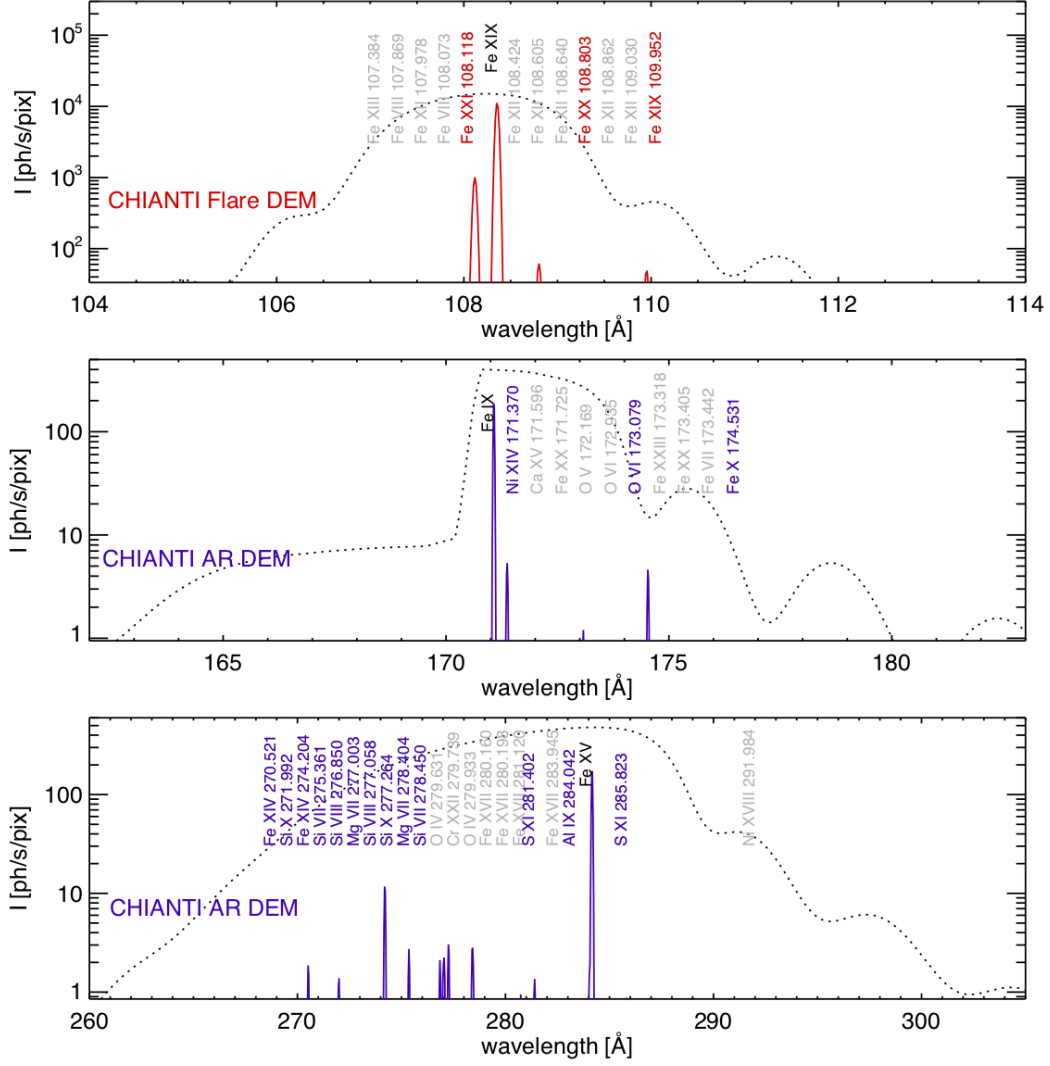 10⁵
10⁴
10³
10²
I [ph/s/pix]
Fe XIII 107.384
Fe VIII 107.869
Fe XII 107.978
Fe VIII 108.073
Fe XXI 108.118
Fe XIX
Fe XII 108.424
Fe XII 108.605
Fe XII 108.640
Fe XX 108.803
Fe XII 108.862
Fe XII 109.030
Fe XIX 109.952
CHIANTI Flare DEM
104 106 108 110 112 114
wavelength [Å]
100
10
1
I [ph/s/pix]
Fe IX
Ni XIV 171.370
Ca XV 171.596
Fe XX 171.725
O V 172.169
O VI 172.935
O VI 173.079
Fe XXIII 173.318
Fe XX 173.405
Fe VII 173.442
Fe X 174.531
CHIANTI AR DEM
165 170 175 180
wavelength [Å]
100
10
1
I [ph/s/pix]
Fe XIV 270.521
Si X 271.992
Fe XIV 274.204
Si VII 275.361
Si VIII 276.850
Mg VII 277.003
Si VIII 277.058
Si X 277.264
Mg VII 278.404
Si VII 278.450
O IV 279.631
Cr XXII 279.739
O IV 279.933
Fe XVII 280.160
Fe XVII 280.198
Fe XVII 281.120
S XI 281.402
Fe XVII 283.945
Al IX 284.042
Fe XV
S XI 285.823
Ni XVIII 291.984
CHIANTI AR DEM
260 270 280 290 300
wavelength [Å]